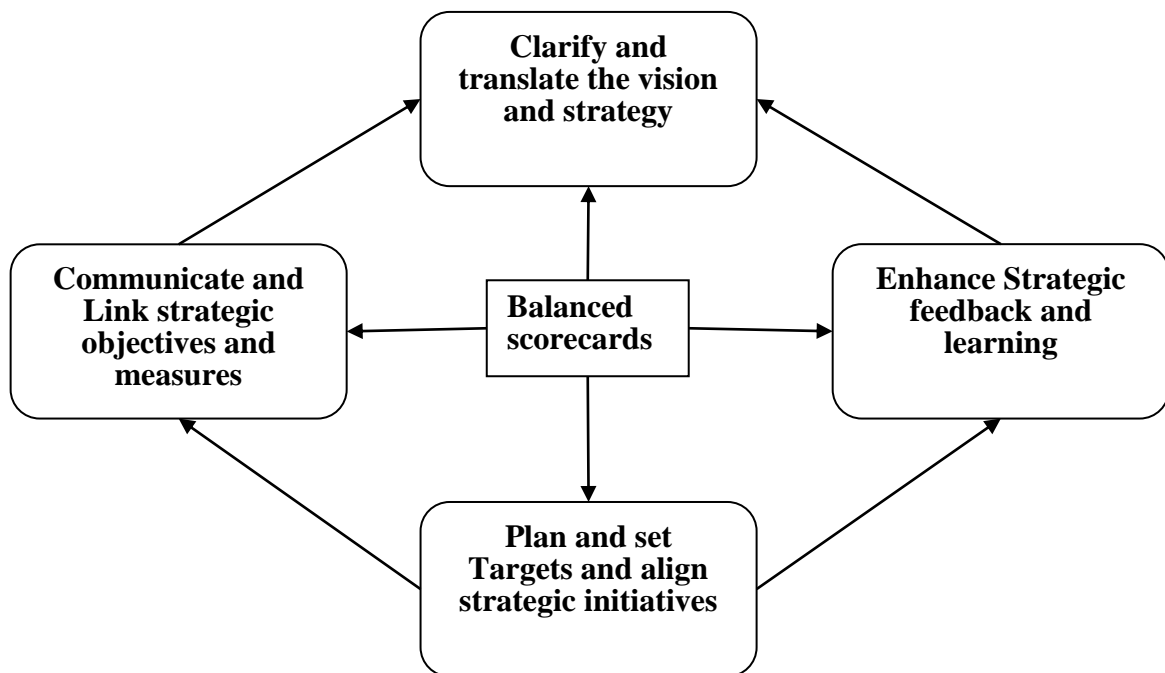 Clarify and
translate the vision
and strategy
Communicate and
Link strategic
objectives and
measures
Balanced
scorecards
Enhance Strategic
feedback and
learning
Plan and set
Targets and align
strategic initiatives